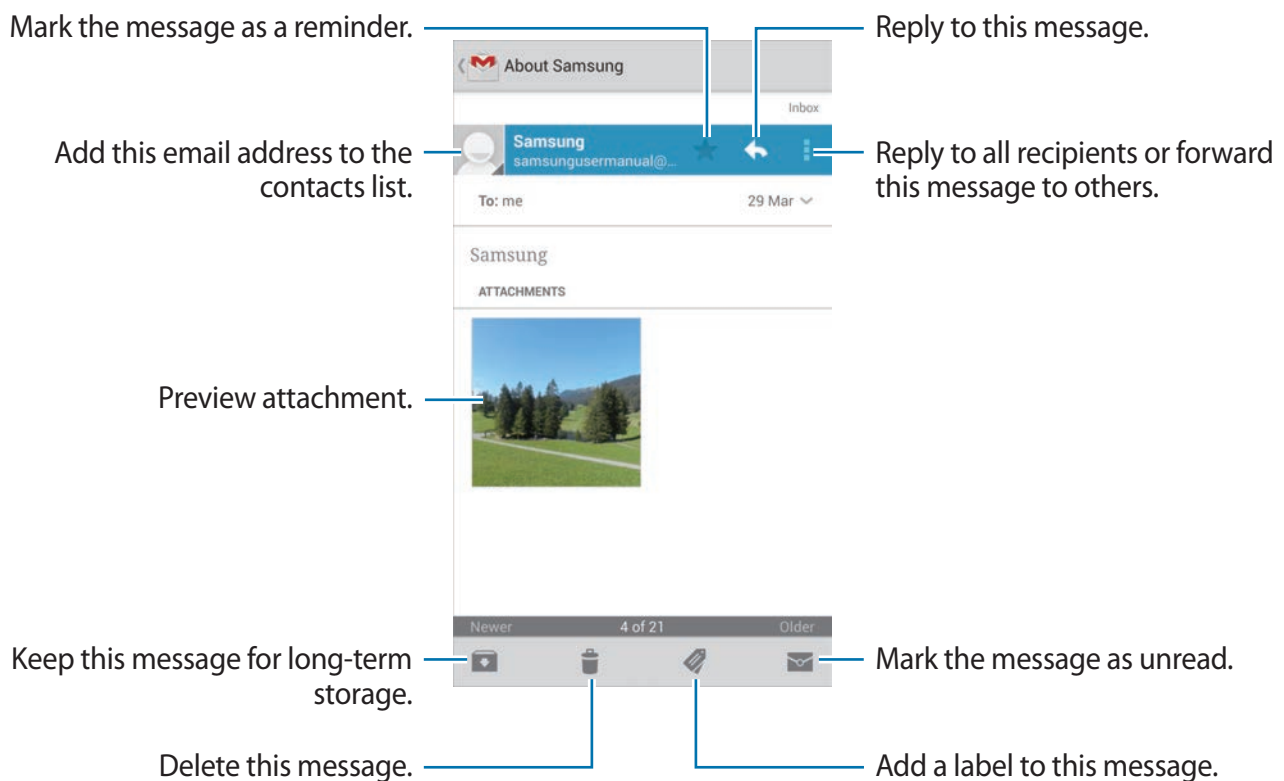 Mark the message as a reminder.
Reply to this message.
About Samsung
Inbox
Add this email address to the
contacts list.
Samsung
samsungusermanual@...
Reply to all recipients or forward
this message to others.
To: me
29 Mar
Samsung
ATTACHMENTS
Preview attachment.
Newer
4 of 21
Older
Keep this message for long-term
storage.
Mark the message as unread.
Delete this message.
Add a label to this message.